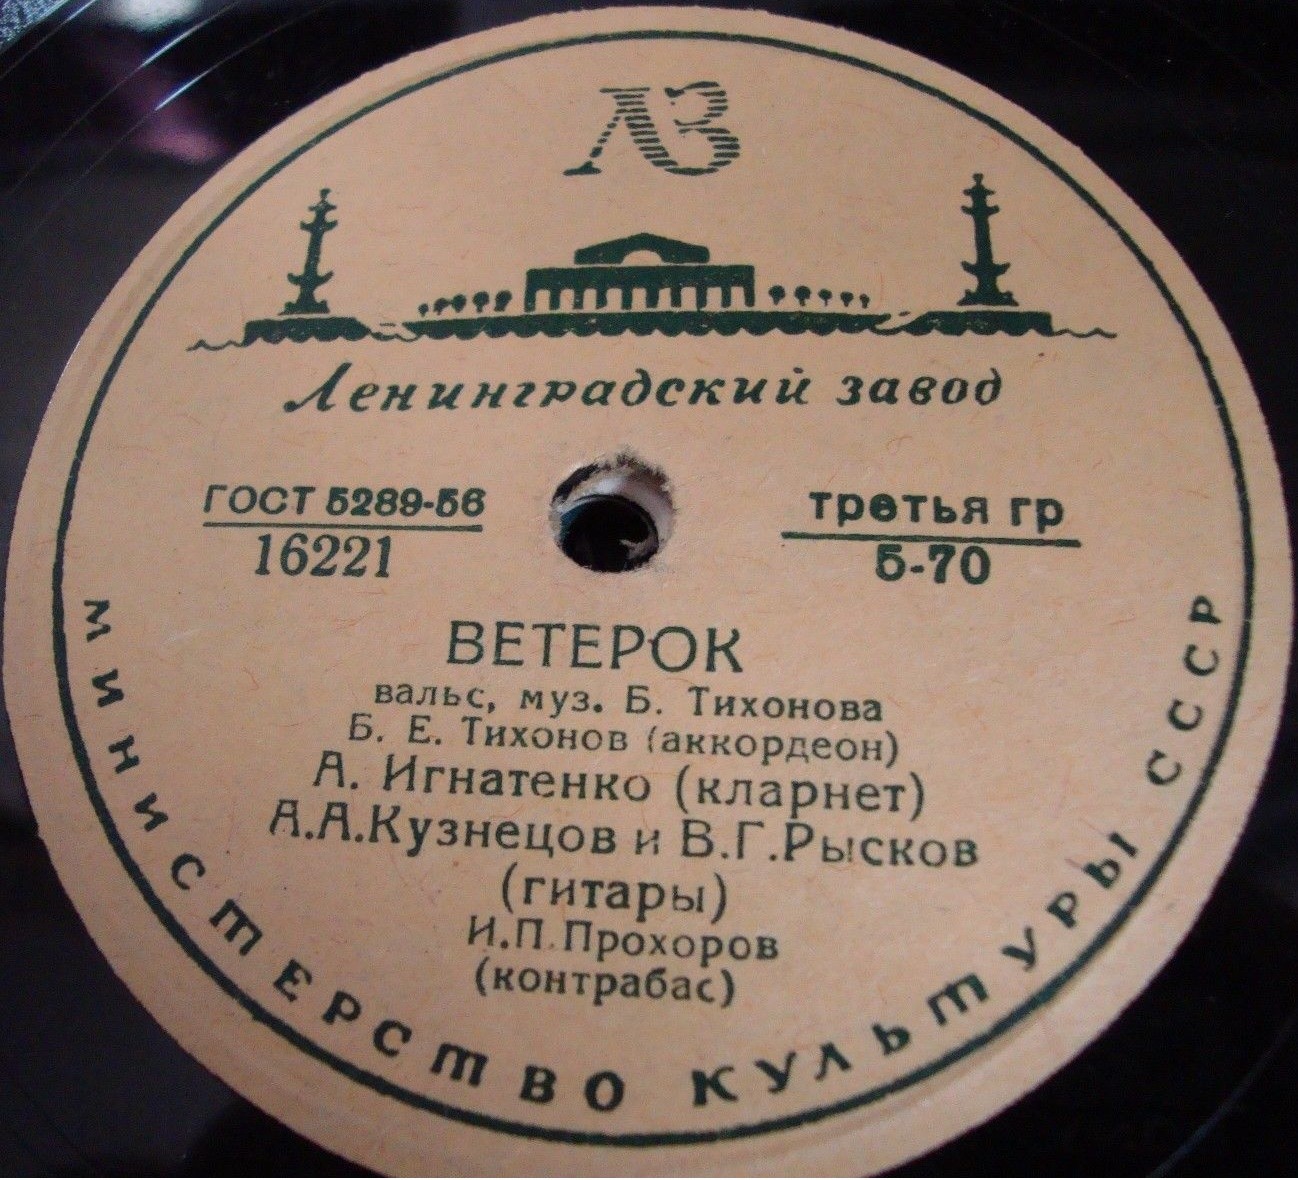 ЛЗ
Ленинградский завод
ГОСТ 5289-56
16221
третья гр
5-70
ВЕТЕРОК
вальс, муз. Б. Тихонова
Б. Е. Тихонов (аккордеон)
А. Игнатенко (кларнет)
А.А.Кузнецов и В.Г.Рысков
(гитары)
И.П.Прохоров
(контрабас)
МИНИСТЕРСТВО КУЛЬТУРЫ СССР